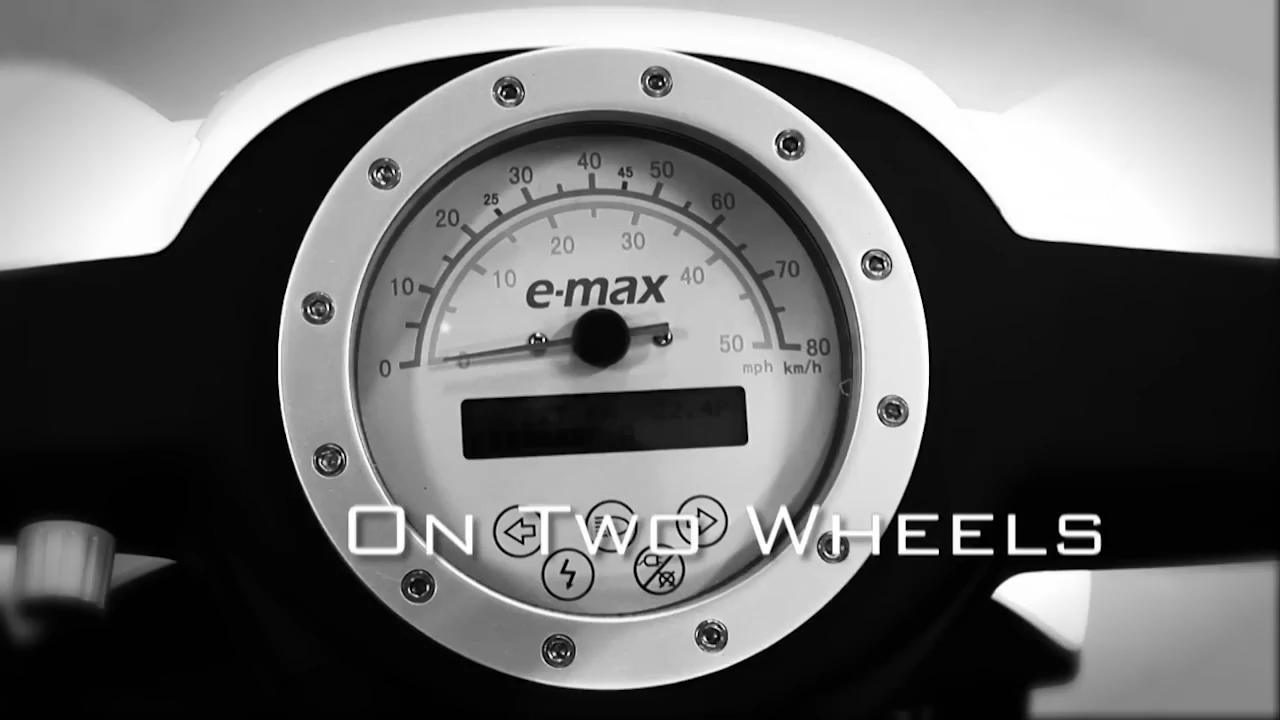 40
30 45 50
20 25 60
20 30
10 10 40 70
e-max
0 0 50 80
mph km/h
On Two Wheels